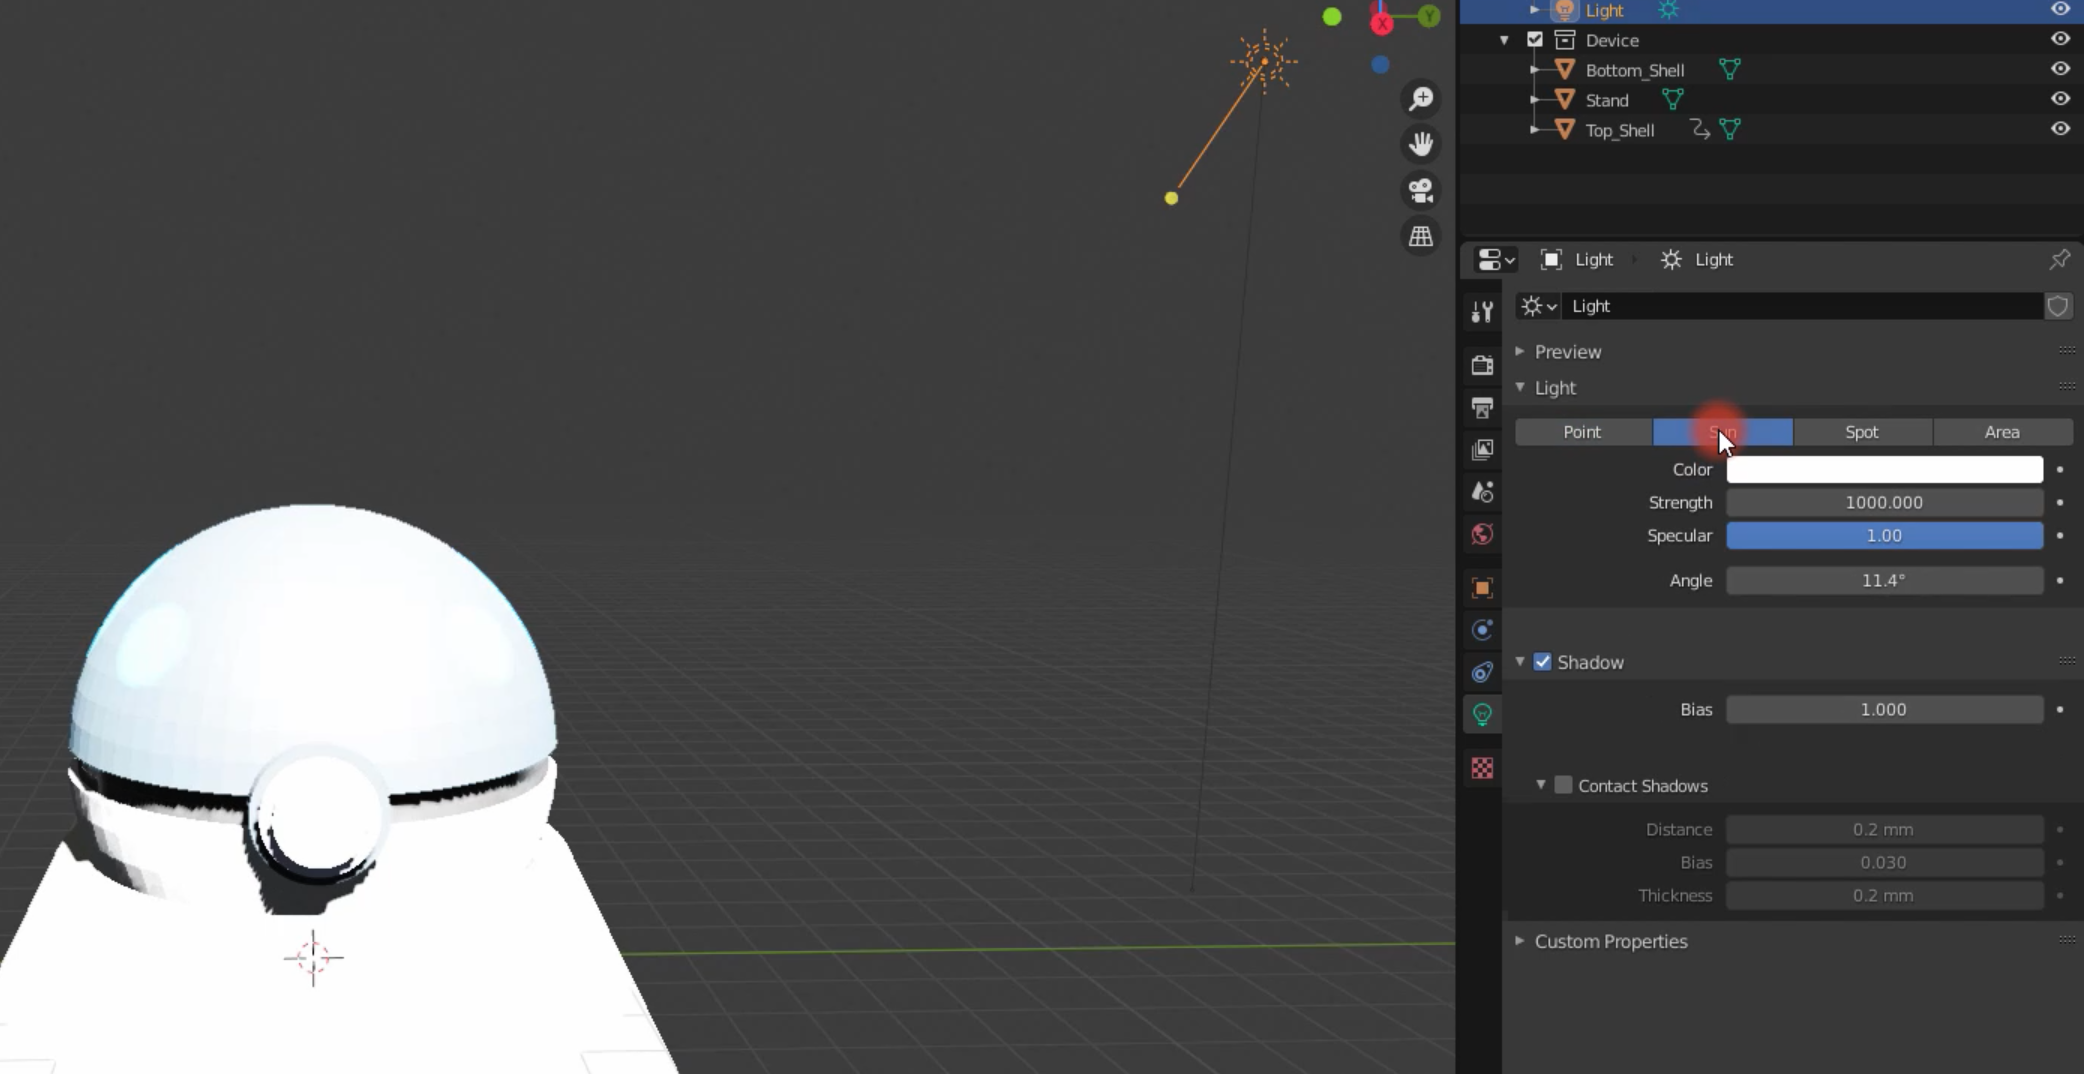 Light
Y
X
Device
Bottom_Shell
Stand
Top_Shell
Light Light
Light
Preview
Light
Point Sun Spot Area
Color
Strength 1000.000
Specular 1.00
Angle 11.4°
Shadow
Bias 1.000
Contact Shadows
Distance 0.2 mm
Bias 0.030
Thickness 0.2 mm
Custom Properties